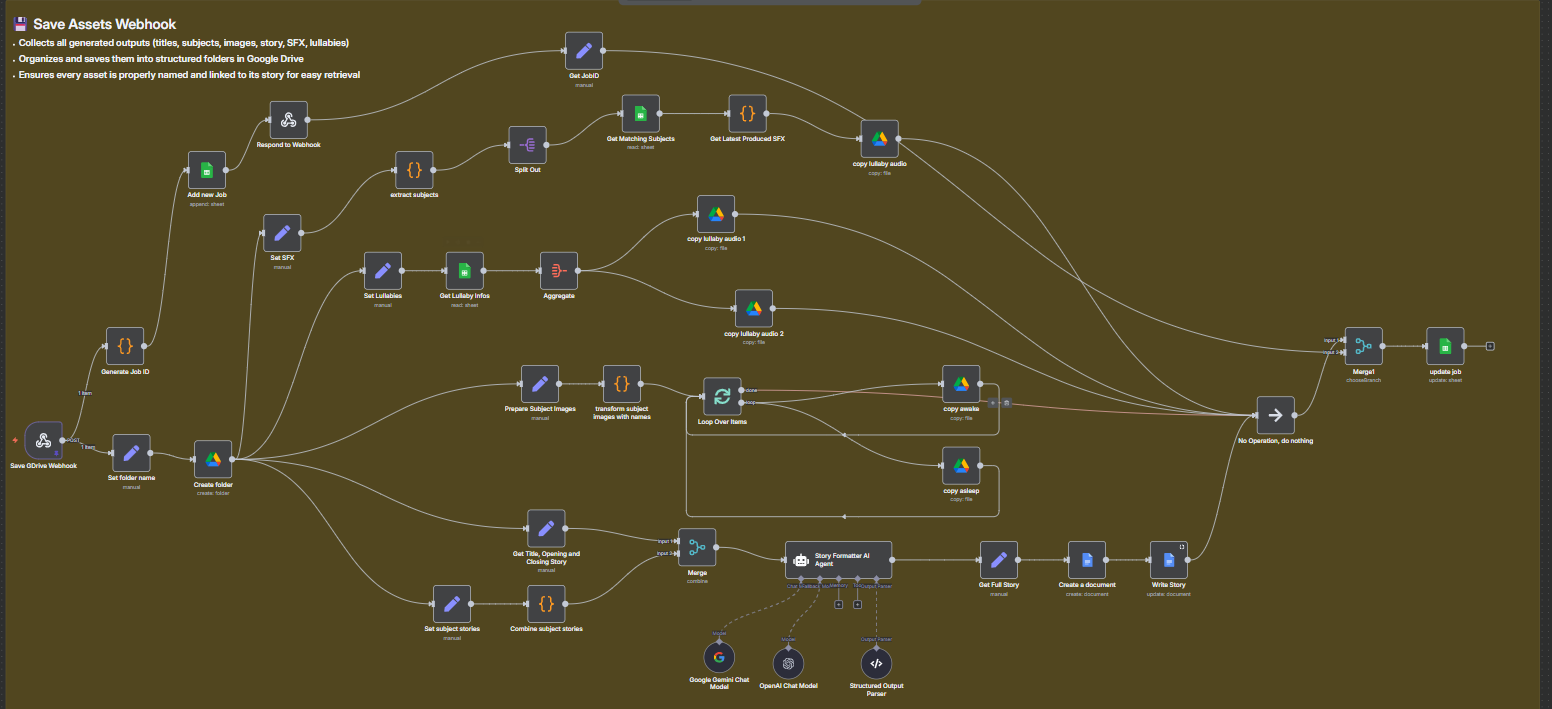 💾 Save Assets Webhook
. Collects all generated outputs (titles, subjects, images, story, SFX, lullabies)
. Organizes and saves them into structured folders in Google Drive
. Ensures every asset is properly named and linked to its story for easy retrieval
Get JobID
manual
Respond to Webhook
Get Matching Subjects
read: sheet
Get Latest Produced SFX
copy lullaby audio
copy: file
Split Out
Add new Job
append: sheet
extract subjects
Set SFX
manual
copy lullaby audio 1
copy: file
Set Lullabies
manual
Get Lullaby Infos
read: sheet
Aggregate
copy lullaby audio 2
copy: file
Generate Job ID
1 item
Input 1
Input 2
Merge1
chooseBranch
update job
update: sheet
Prepare Subject Images
manual
transform subject
images with names
done
loop
Loop Over Items
copy awake
copy: file
No Operation, do nothing
POST
1 item
Save GDrive Webhook
Set folder name
manual
Create folder
create: folder
copy asleep
copy: file
Get Title, Opening and
Closing Story
manual
Input 1
Input 2
Merge
combine
Story Formatter AI
Agent
Memory
Output Parser
Get Full Story
manual
Create a document
create: document
Write Story
update: document
Set subject stories
manual
Combine subject stories
Model
Model
Output Parser
Google Gemini Chat
Model
OpenAI Chat Model
Structured Output
Parser